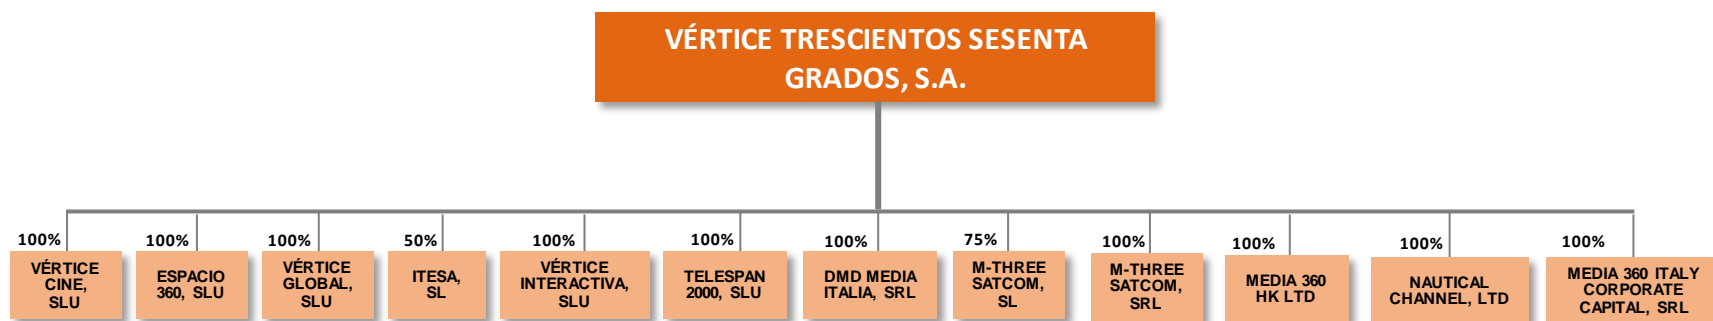 VÉRTICE TRESCIENTOS SESENTA
GRADOS, S.A.
100%
VÉRTICE
CINE,
SLU
100%
ESPACIO
360, SLU
100%
VÉRTICE
GLOBAL,
SLU
50%
ITESA,
SL
100%
VÉRTICE
INTERACTIVA,
SLU
100%
TELESPAN
2000, SLU
100%
DMD MEDIA
ITALIA, SRL
75%
M-THREE
SATCOM,
SL
100%
M-THREE
SATCOM,
SRL
100%
MEDIA 360
HK LTD
100%
NAUTICAL
CHANNEL, LTD
100%
MEDIA 360 ITALY
CORPORATE
CAPITAL, SRL